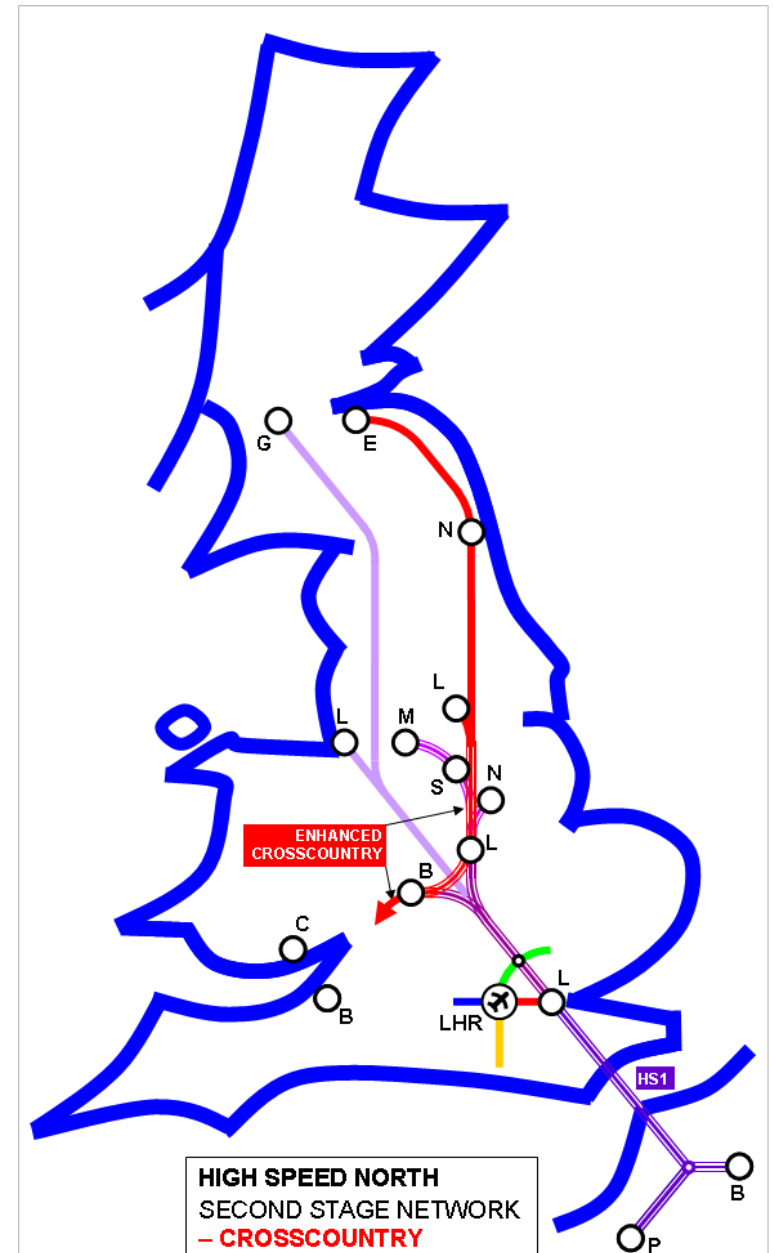 G
E
N
L
L
M
S
N
ENHANCED
CROSSCOUNTRY
L
B
C
B
L
LHR
HS1
B
P
HIGH SPEED NORTH
SECOND STAGE NETWORK
– CROSSCOUNTRY